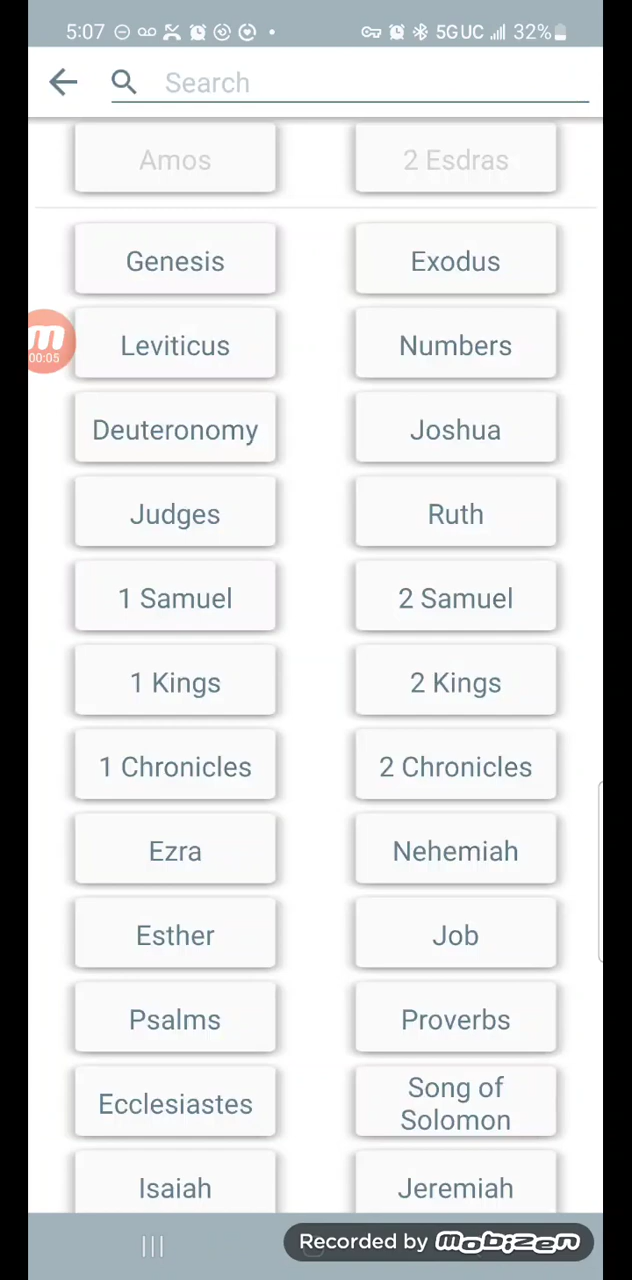 5:07 5G UC 32%
Search
Amos 2 Esdras
Genesis Exodus
Leviticus Numbers
m
00:05
Deuteronomy Joshua
Judges Ruth
1 Samuel 2 Samuel
1 Kings 2 Kings
1 Chronicles 2 Chronicles
Ezra Nehemiah
Esther Job
Psalms Proverbs
Ecclesiastes Song of
Solomon
Isaiah Jeremiah
Recorded by mobizen